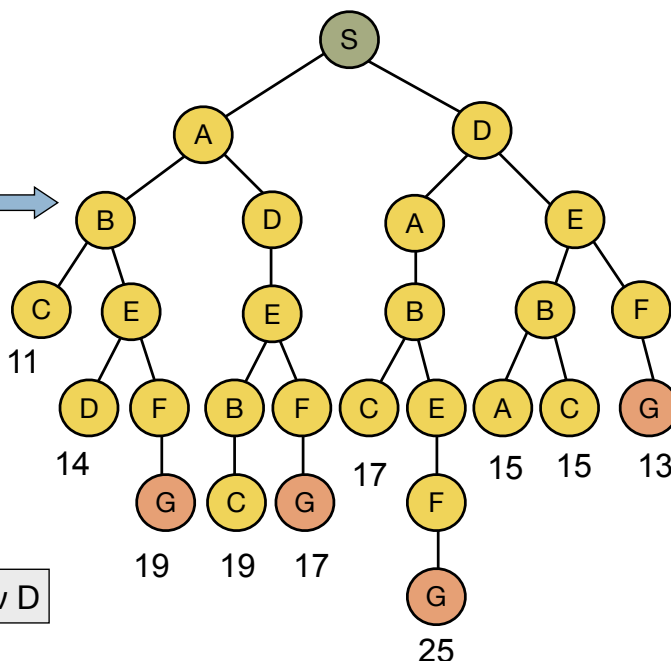 S
A D
B D A E
C E E B B F
11
D F B F C E A C G
14 17 15 15 13
G C G F
19 19 17
G
25
D